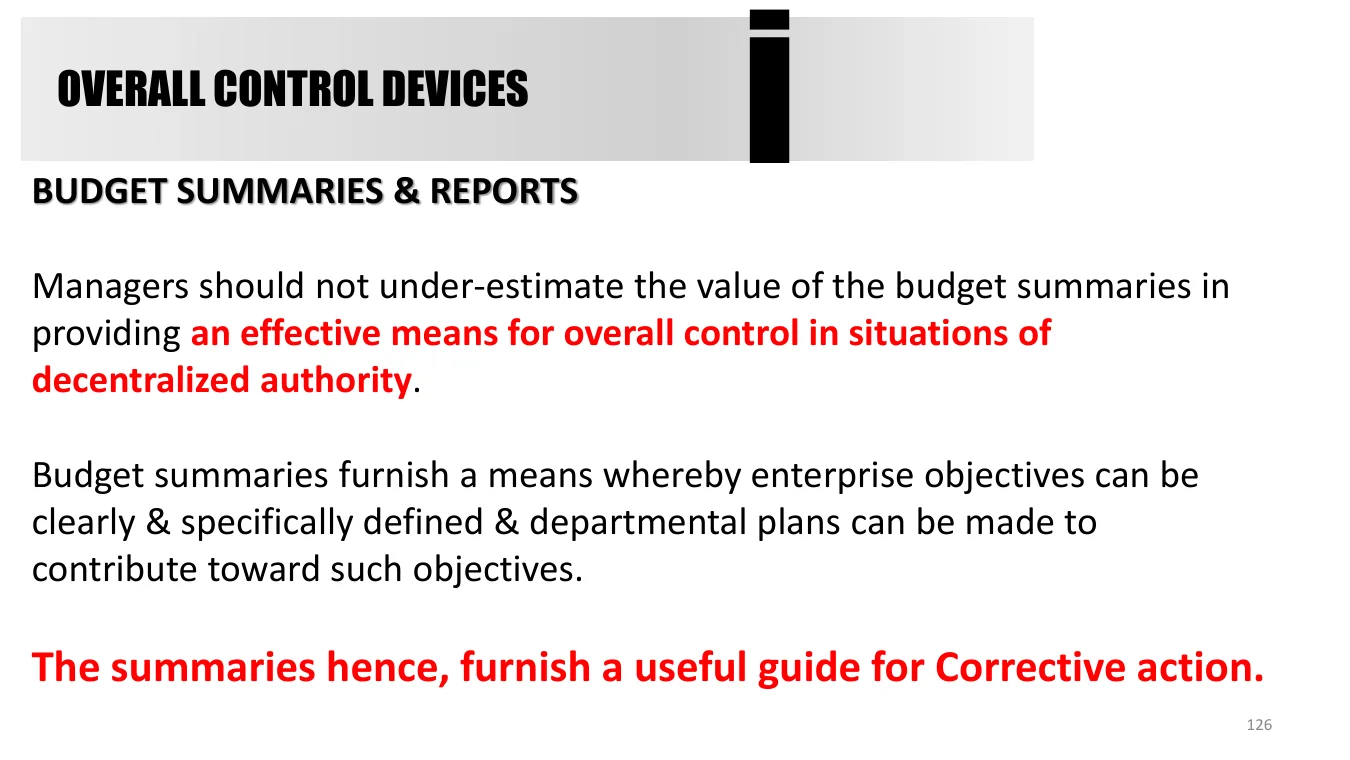 OVERALL CONTROL DEVICES
i
BUDGET SUMMARIES & REPORTS
Managers should not under-estimate the value of the budget summaries in
providing an effective means for overall control in situations of
decentralized authority.
Budget summaries furnish a means whereby enterprise objectives can be
clearly & specifically defined & departmental plans can be made to
contribute toward such objectives.
The summaries hence, furnish a useful guide for Corrective action.
126